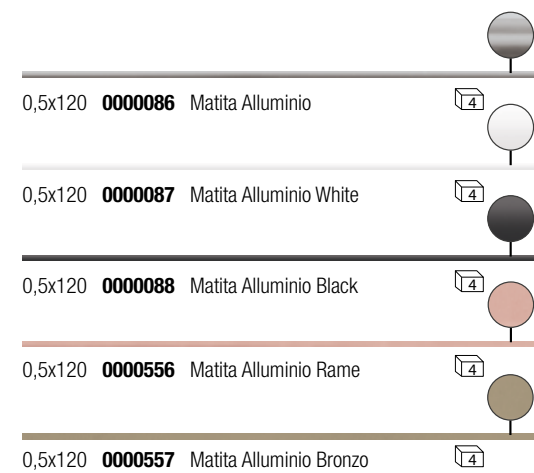 0,5x120 0000086 Matita Alluminio 4
0,5x120 0000087 Matita Alluminio White 4
0,5x120 0000088 Matita Alluminio Black 4
0,5x120 0000556 Matita Alluminio Rame 4
0,5x120 0000557 Matita Alluminio Bronzo 4